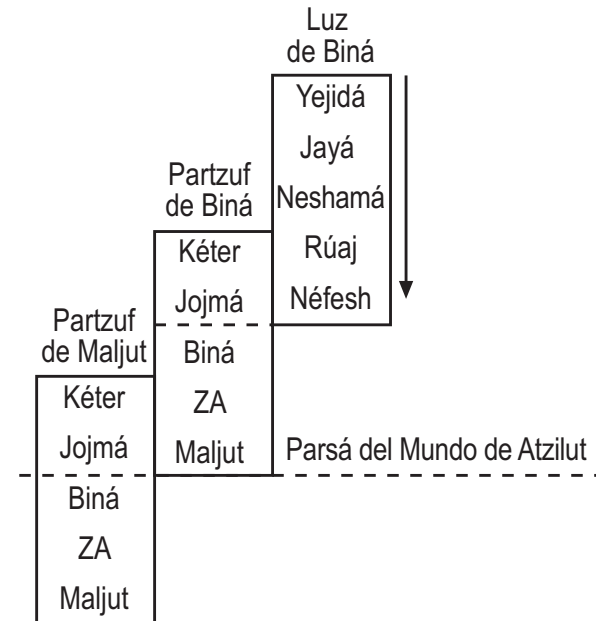 Luz
de Biná
Yejidá
Jayá
Neshamá
Rúaj
Néfesh
Partzuf
de Biná
Kéter
Jojmá
Biná
ZA
Maljut
Partzuf
de Maljut
Kéter
Jojmá
Biná
ZA
Maljut
Parsá del Mundo de Atzilut